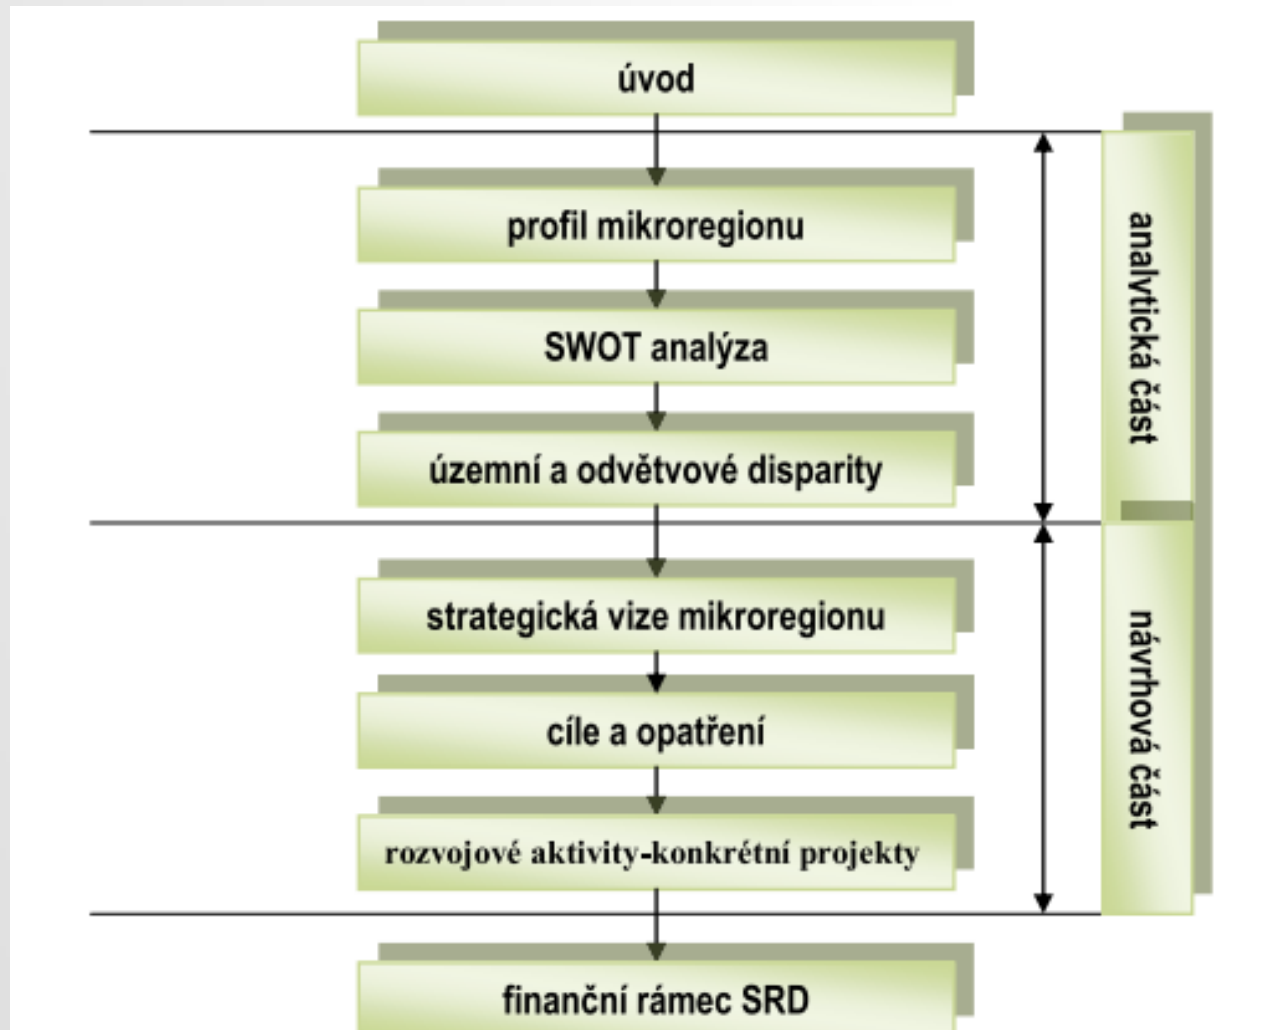 úvod
profil mikroregionu
SWOT analýza
územní a odvětvové disparity
analytická část
strategická vize mikroregionu
cíle a opatření
rozvojové aktivity-konkrétní projekty
návrhová část
finanční rámec SRD